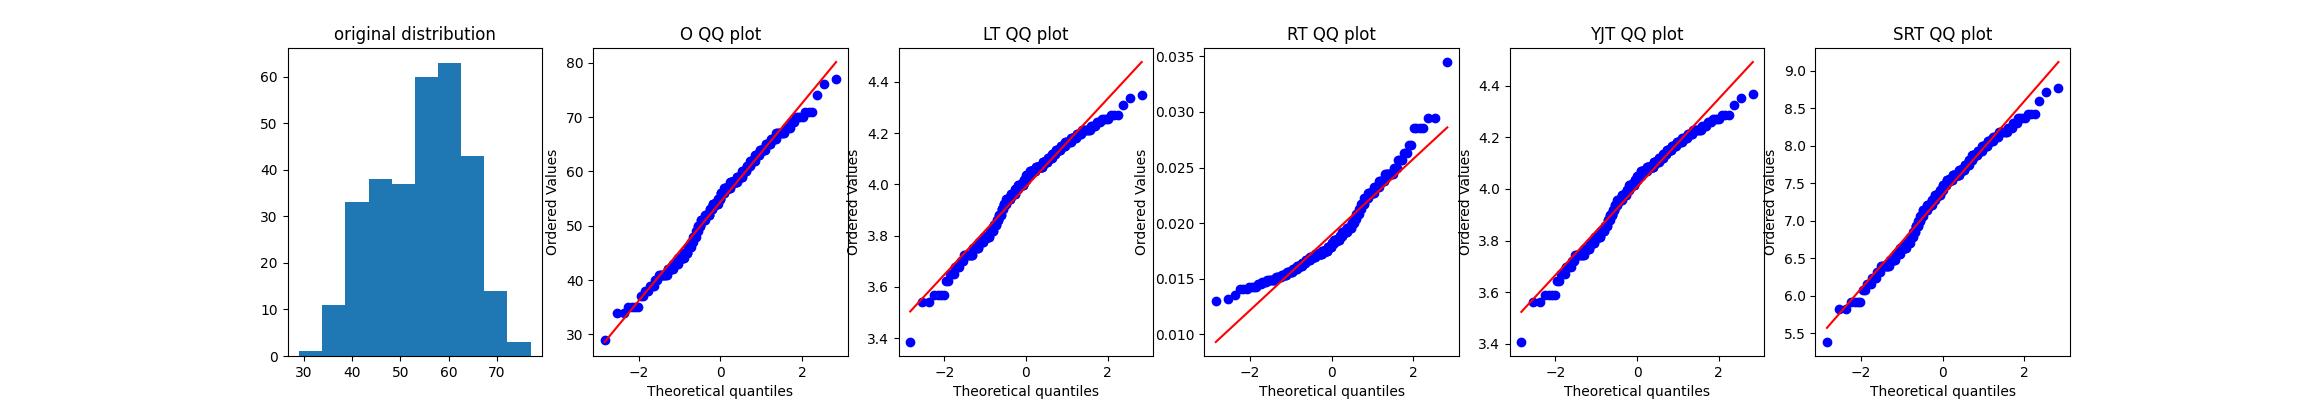 original distribution
O QQ plot
LT QQ plot
RT QQ plot
YJT QQ plot
SRT QQ plot
60
50
40
30
20
10
0
30 40 50 60 70
Ordered Values
80
70
60
50
40
30
−2 0 2
Theoretical quantiles
Ordered Values
4.4
4.2
4.0
3.8
3.6
3.4
−2 0 2
Theoretical quantiles
Ordered Values
0.035
0.030
0.025
0.020
0.015
0.010
−2 0 2
Theoretical quantiles
Ordered Values
4.4
4.2
4.0
3.8
3.6
3.4
−2 0 2
Theoretical quantiles
Ordered Values
9.0
8.5
8.0
7.5
7.0
6.5
6.0
5.5
−2 0 2
Theoretical quantiles